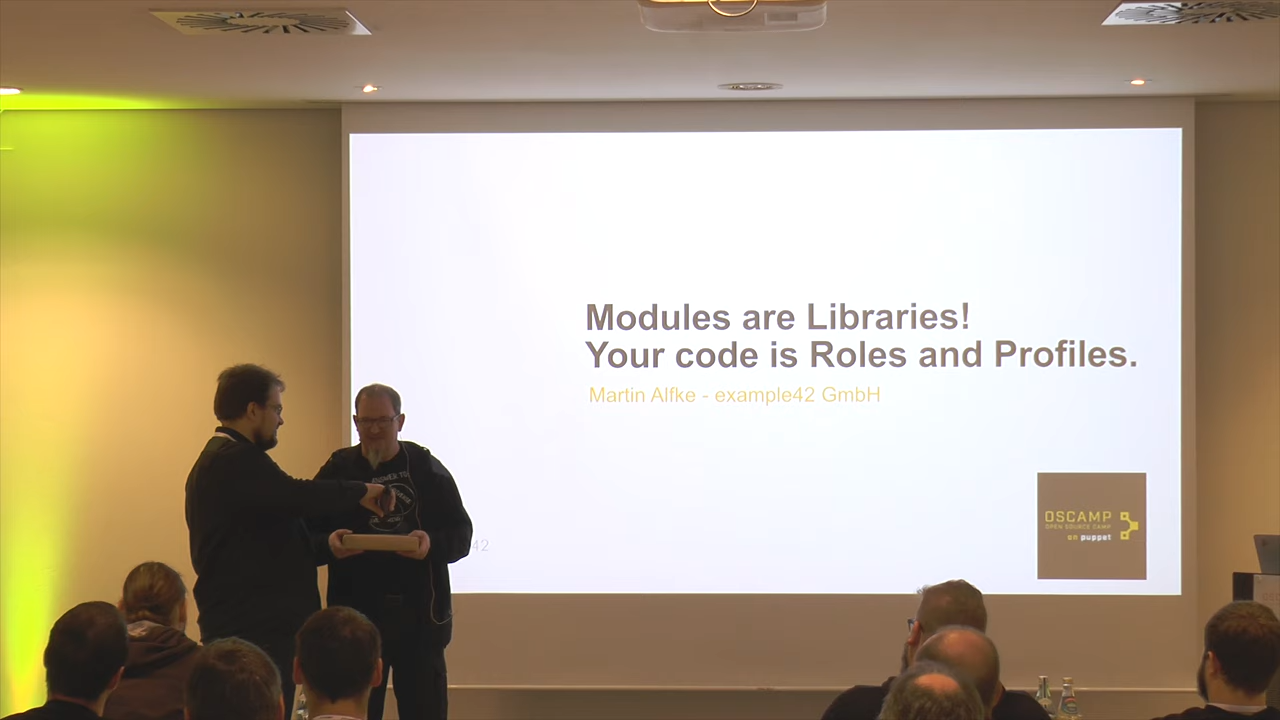 Modules are Libraries!
Your code is Roles and Profiles.
Martin Alfke - example42 GmbH
OSCAMP
OPEN SOURCE CAMP
on puppet
42